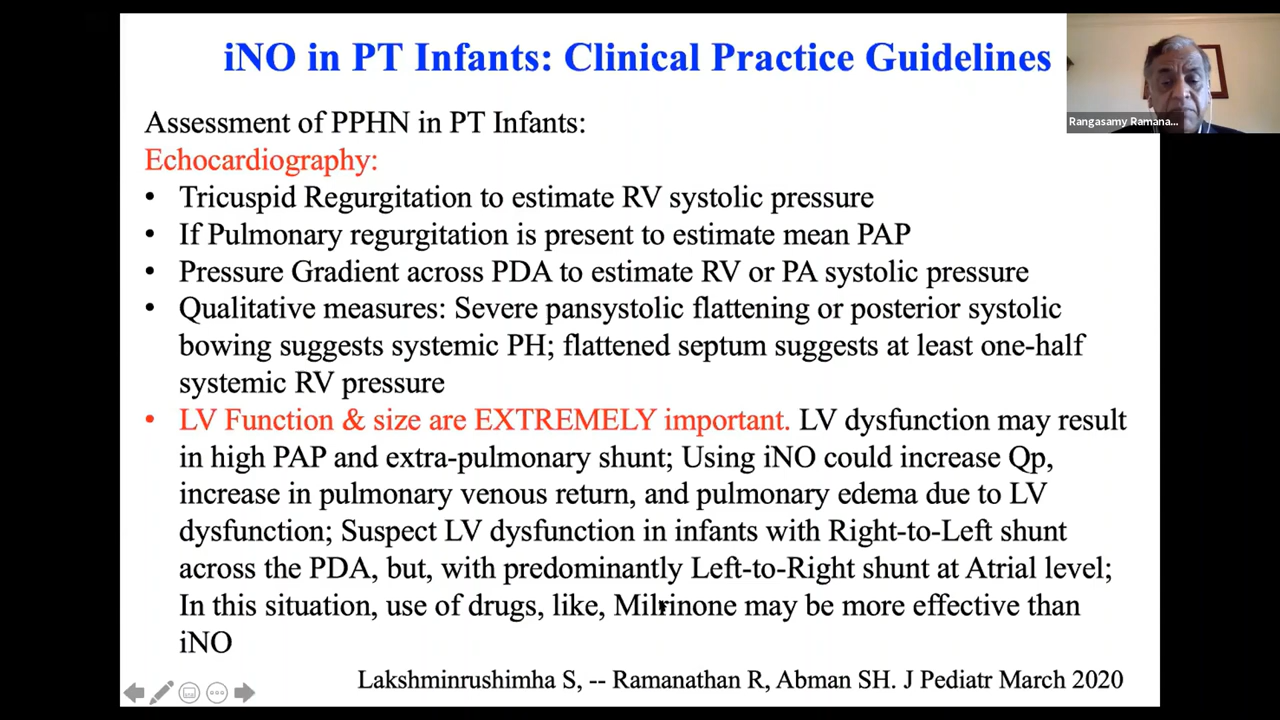 iNO in PT Infants: Clinical Practice Guidelines
Rangasamy Ramana...
Assessment of PPHN in PT Infants:
Echocardiography:
• Tricuspid Regurgitation to estimate RV systolic pressure
• If Pulmonary regurgitation is present to estimate mean PAP
• Pressure Gradient across PDA to estimate RV or PA systolic pressure
• Qualitative measures: Severe pansystolic flattening or posterior systolic
bowing suggests systemic PH; flattened septum suggests at least one-half
systemic RV pressure
• LV Function & size are EXTREMELY important. LV dysfunction may result
in high PAP and extra-pulmonary shunt; Using iNO could increase Qp,
increase in pulmonary venous return, and pulmonary edema due to LV
dysfunction; Suspect LV dysfunction in infants with Right-to-Left shunt
across the PDA, but, with predominantly Left-to-Right shunt at Atrial level;
In this situation, use of drugs, like, Milrinone may be more effective than
iNO
Lakshminrushimha S, -- Ramanathan R, Abman SH. J Pediatr March 2020